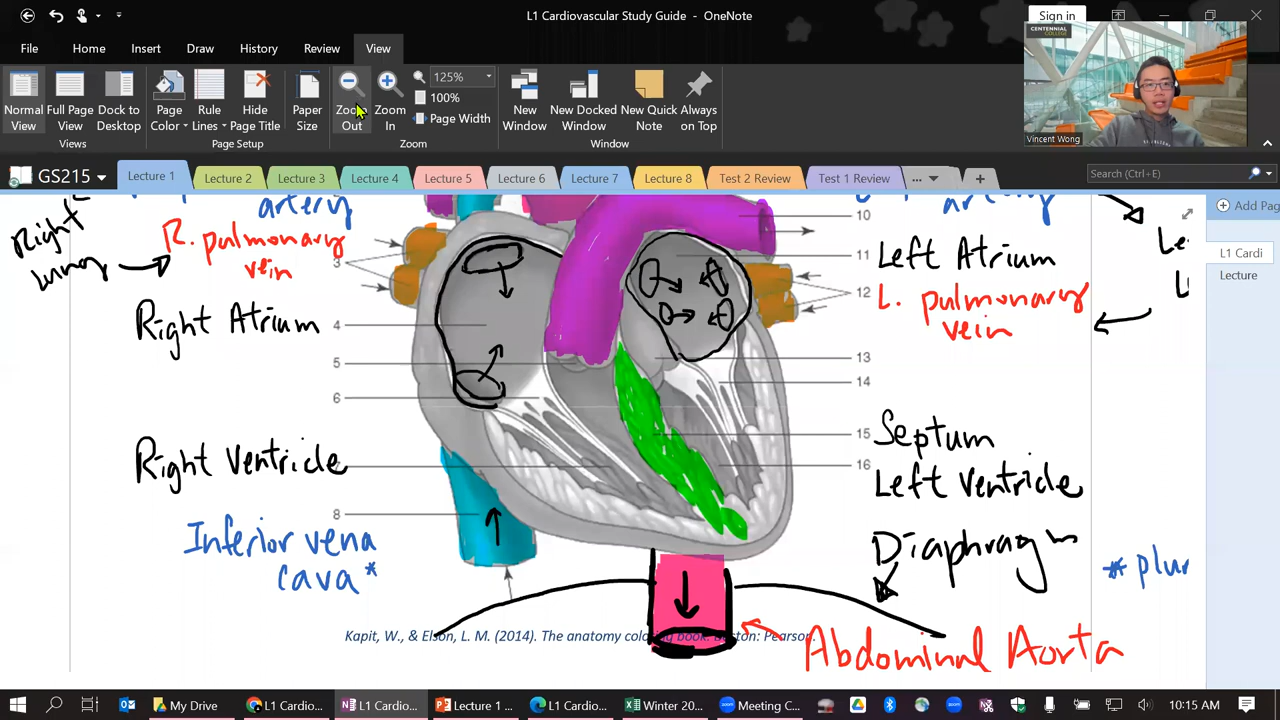 L1 Cardiovascular Study Guide - OneNote
Sign in
File Home Insert Draw History Review View
CENTENNIAL
COLLEGE
Vincent Wong
Normal View
Full Page View
Dock to Desktop
Page Color
Rule Lines
Hide Page Title
Paper Size
Zoom Out
Zoom In
125%
100%
Page Width
New Window
New Docked Window
New Quick Note
Always on Top
Views
Page Setup
Zoom
Window
GS215
Lecture 1
Lecture 2
Lecture 3
Lecture 4
Lecture 5
Lecture 6
Lecture 7
Lecture 8
Test 2 Review
Test 1 Review
...
Search (Ctrl+E)
Add Pag
L1 Cardi
Lecture
artery
Right
lung
R. pulmonary
vein
3
Right Atrium
4
5
6
Right Ventricle
8
Inferior vena
cava*
10
artery
11
Left Atrium
12
L. pulmonary
vein
13
14
15
Septum
16
Left Ventricle
Diaphragm
Le
L
* plur
Kapit, W., & Elson, L. M. (2014). The anatomy coloring book. Boston: Pearson.
Abdominal Aorta
My Drive
L1 Cardio...
L1 Cardio...
Lecture 1 ...
L1 Cardio...
Winter 20...
Meeting C...
10:15 AM